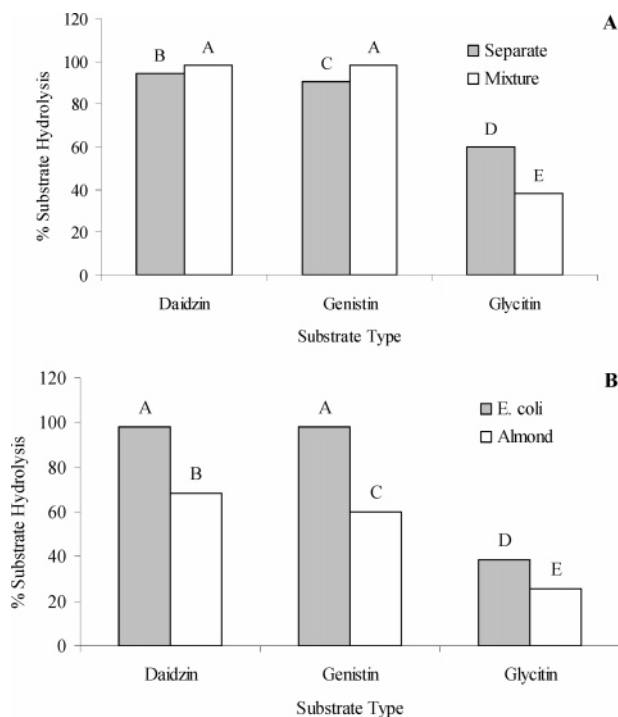 A
120
100
80
60
40
20
0
% Substrate Hydrolysis
B A C A D E
Separate
Mixture
Daidzin Genistin Glycitin
Substrate Type
B
120
100
80
60
40
20
0
% Substrate Hydrolysis
A B A C D E
E. coli
Almond
Daidzin Genistin Glycitin
Substrate Type